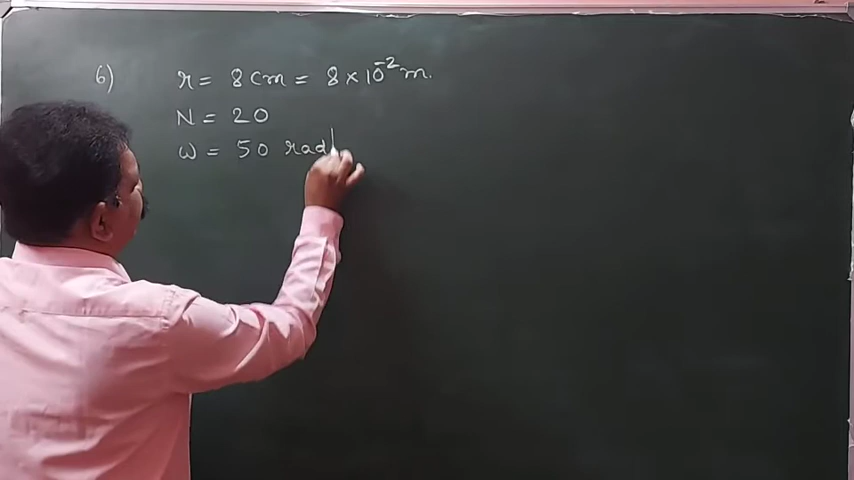 6) r = 8 cm = 8 × 10⁻² m.
N = 20
ω = 50 rad/